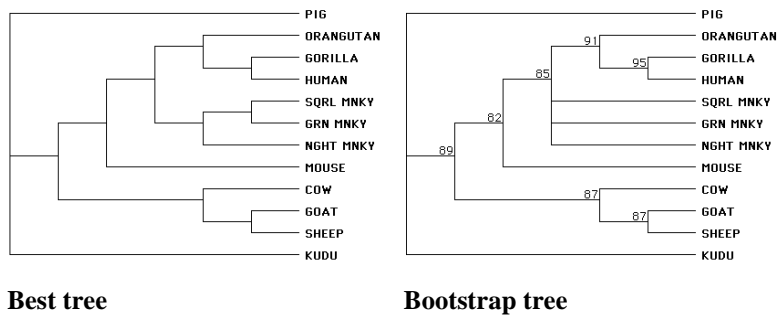 PIG
ORANGUTAN
GORILLA
HUMAN
SQRL MNKY
GRN MNKY
NGHT MNKY
MOUSE
COW
GOAT
SHEEP
KUDU
Best tree
PIG
91 ORANGUTAN
95 GORILLA
HUMAN
85
SQRL MNKY
82 GRN MNKY
NGHT MNKY
89
MOUSE
87 COW
87 GOAT
SHEEP
KUDU
Bootstrap tree